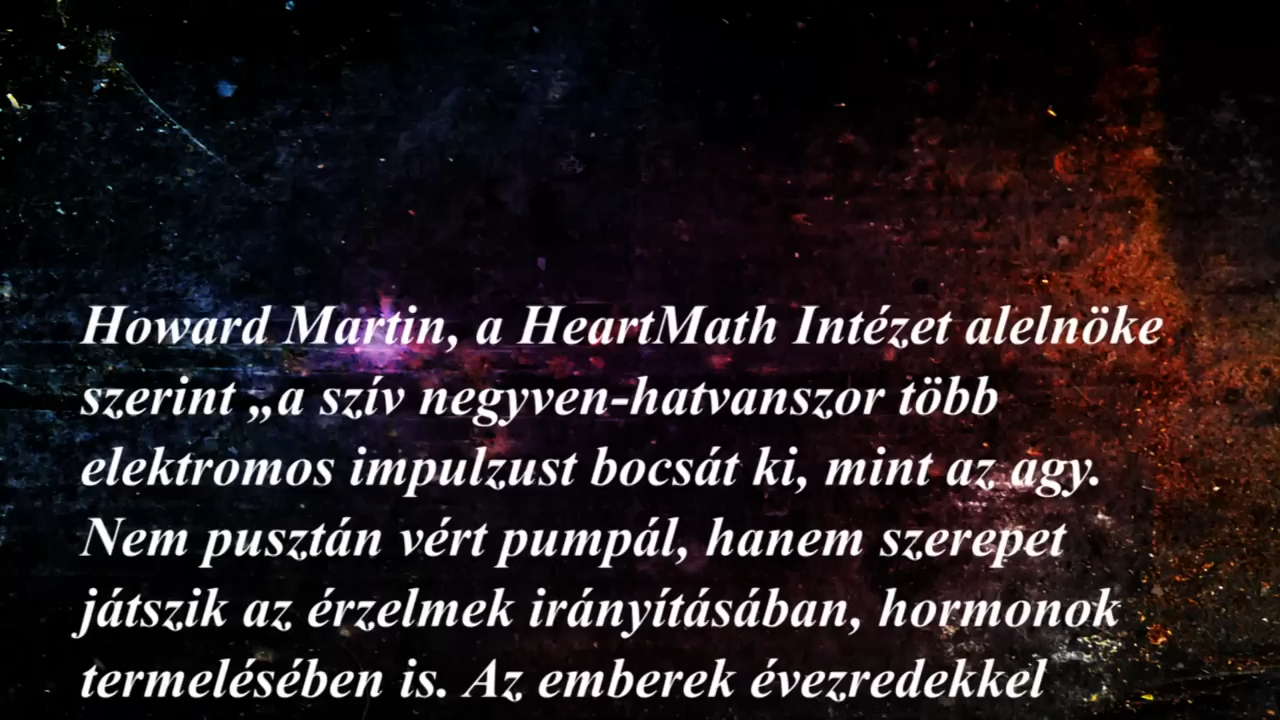 Howard Martin, a HeartMath Intézet alelnöke
szerint „a szív negyven-hatvanszor több
elektromos impulzust bocsát ki, mint az agy.
Nem pusztán vért pumpál, hanem szerepet
játszik az érzelmek irányításában, hormonok
termelésében is. Az emberek évezredekkel